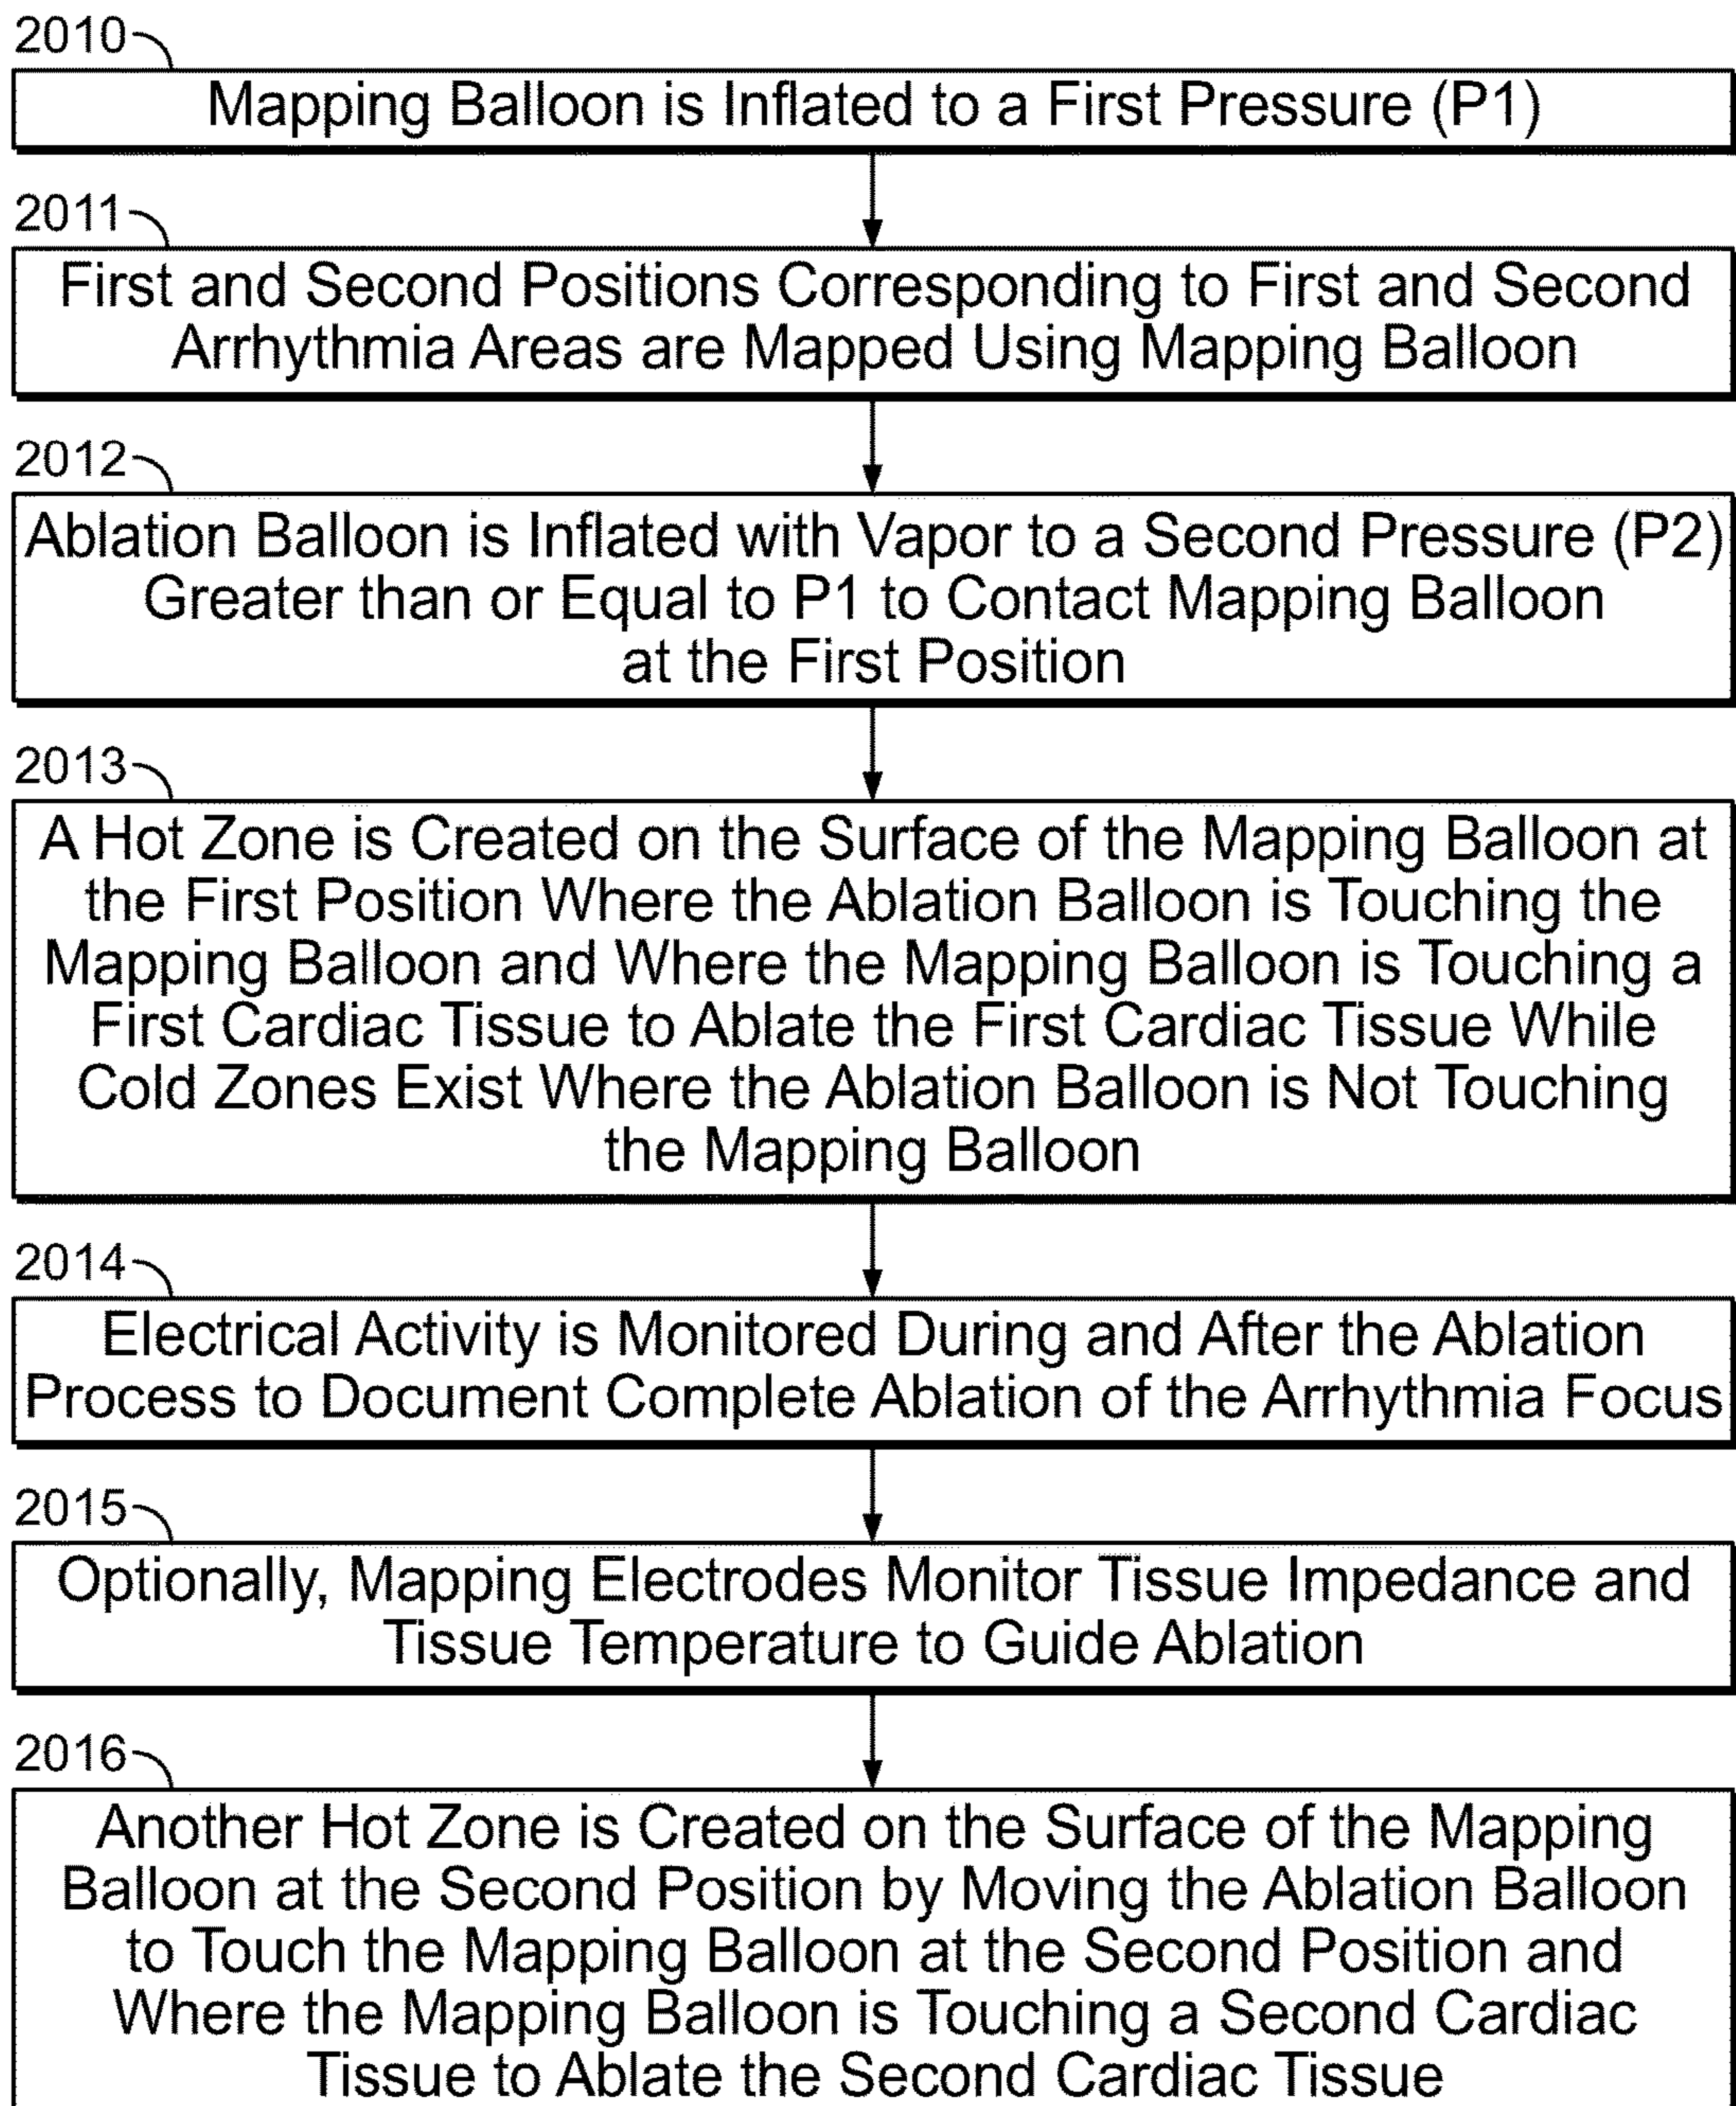 2010
Mapping Balloon is Inflated to a First Pressure (P1)
2011
First and Second Positions Corresponding to First and Second
Arrhythmia Areas are Mapped Using Mapping Balloon
2012
Ablation Balloon is Inflated with Vapor to a Second Pressure (P2)
Greater than or Equal to P1 to Contact Mapping Balloon
at the First Position
2013
A Hot Zone is Created on the Surface of the Mapping Balloon at
the First Position Where the Ablation Balloon is Touching the
Mapping Balloon and Where the Mapping Balloon is Touching a
First Cardiac Tissue to Ablate the First Cardiac Tissue While
Cold Zones Exist Where the Ablation Balloon is Not Touching
the Mapping Balloon
2014
Electrical Activity is Monitored During and After the Ablation
Process to Document Complete Ablation of the Arrhythmia Focus
2015
Optionally, Mapping Electrodes Monitor Tissue Impedance and
Tissue Temperature to Guide Ablation
2016
Another Hot Zone is Created on the Surface of the Mapping
Balloon at the Second Position by Moving the Ablation Balloon
to Touch the Mapping Balloon at the Second Position and
Where the Mapping Balloon is Touching a Second Cardiac
Tissue to Ablate the Second Cardiac Tissue